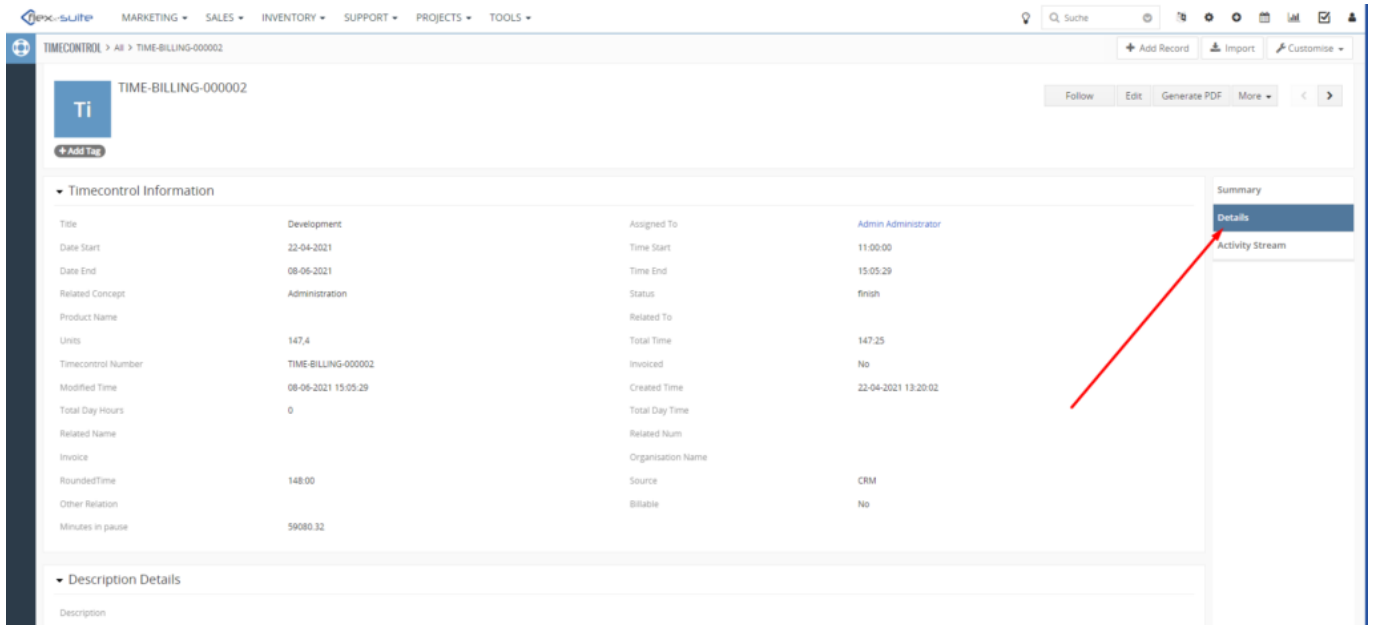 flex-suite MARKETING SALES INVENTORY SUPPORT PROJECTS TOOLS Suche
TIMECONTROL > All > TIME-BILLING-000002 + Add Record Import Customise
Ti TIME-BILLING-000002 Follow Edit Generate PDF More
+ Add Tag
Timecontrol Information Summary
Title Development Assigned To Admin Administrator Details
Date Start 22-04-2021 Time Start 11:00:00
Activity Stream
Date End 08-06-2021 Time End 15:05:29
Related Concept Administration Status finish
Product Name Related To
Units 147,4 Total Time 147:25
Timecontrol Number TIME-BILLING-000002 Invoiced No
Modified Time 08-06-2021 15:05:29 Created Time 22-04-2021 13:20:02
Total Day Hours 0 Total Day Time
Related Name Related Num
Invoice Organisation Name
RoundedTime 148:00 Source CRM
Other Relation Billable No
Minutes in pause 59080.32
Description Details
Description